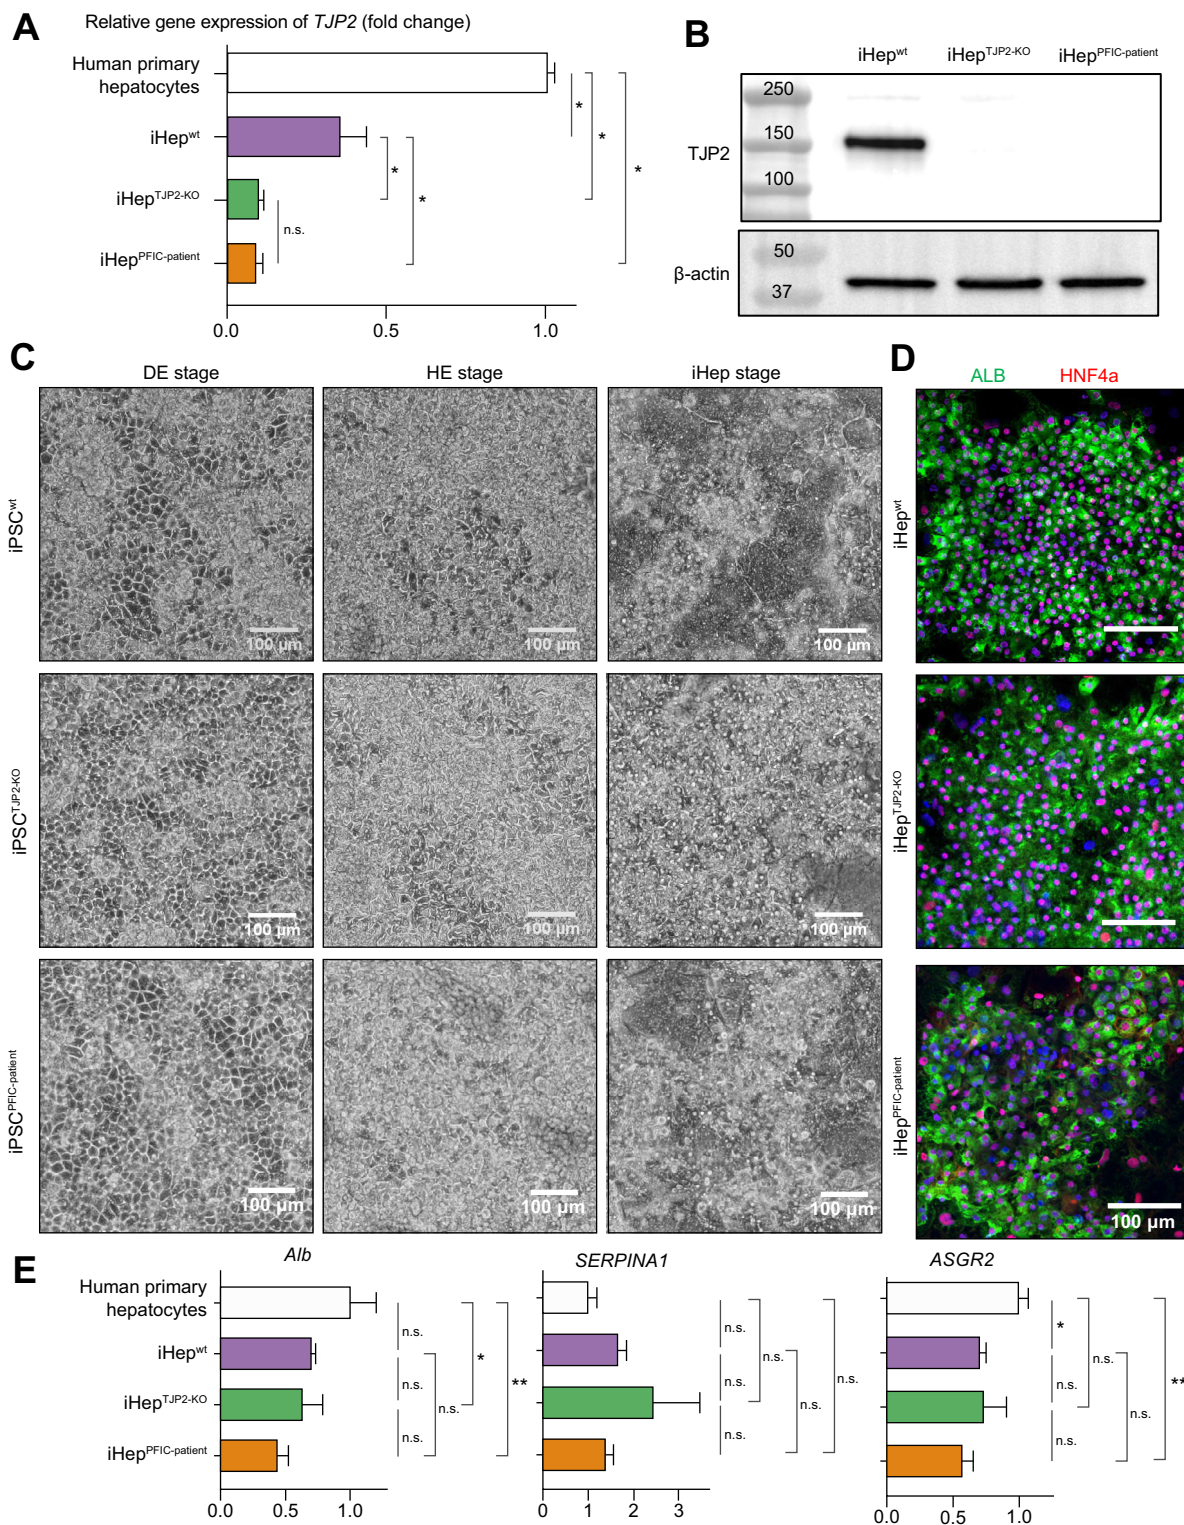 A
Relative gene expression of TJP2 (fold change)
Human primary
hepatocytes
iHepwt
iHepTJP2-KO
iHepPFIC-patient
*
*
*
*
*
n.s.
0.0
0.5
1.0
B
iHepwt
iHepTJP2-KO
iHepPFIC-patient
TJP2
250
150
100
β-actin
50
37
C
DE stage
HE stage
iHep stage
iPSCwt
100 µm
100 µm
100 µm
iPSCTJP2-KO
100 µm
100 µm
100 µm
iPSCPFIC-patient
100 µm
100 µm
100 µm
D
ALB
HNF4a
iHepwt
iHepTJP2-KO
iHepPFIC-patient
100 µm
E
Human primary
hepatocytes
iHepwt
iHepTJP2-KO
iHepPFIC-patient
Alb
n.s.
n.s.
n.s.
n.s.
*
**
0.0
0.5
1.0
SERPINA1
n.s.
n.s.
n.s.
n.s.
n.s.
n.s.
0
1
2
3
ASGR2
*
n.s.
n.s.
n.s.
n.s.
**
0.0
0.5
1.0